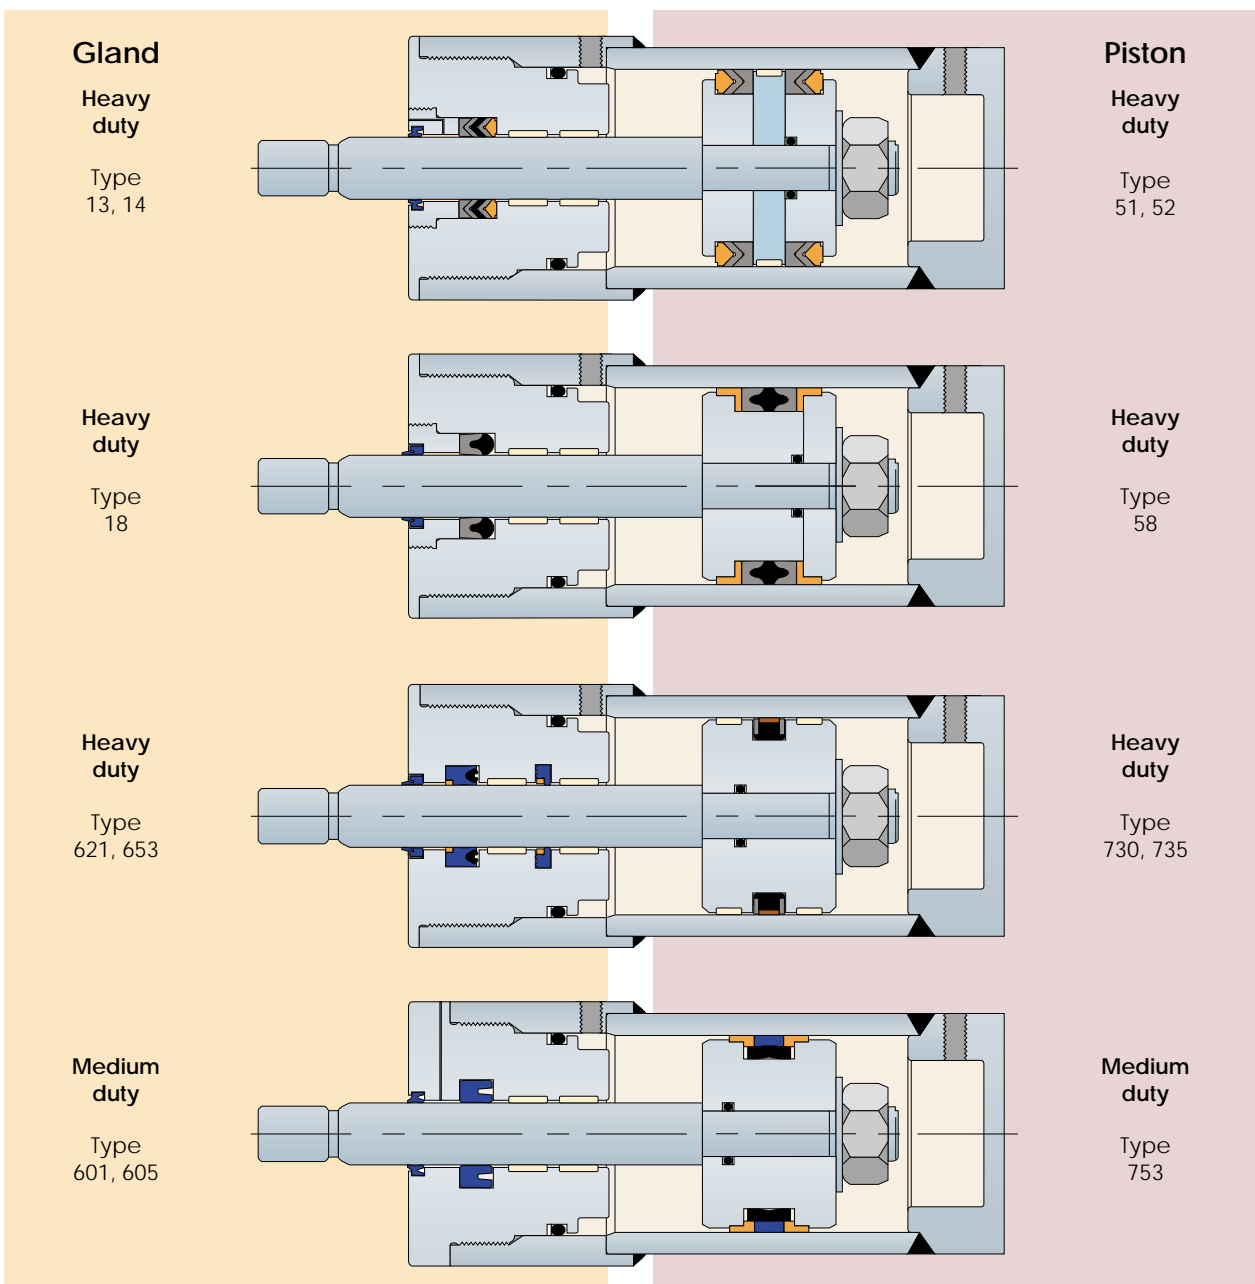 Gland
Piston
Heavy
duty
Type
13, 14
Heavy
duty
Type
51, 52
Heavy
duty
Type
18
Heavy
duty
Type
58
Heavy
duty
Type
621, 653
Heavy
duty
Type
730, 735
Medium
duty
Type
601, 605
Medium
duty
Type
753